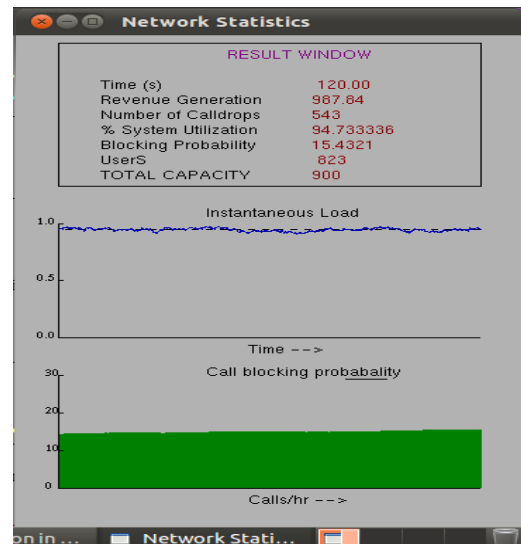 Network Statistics
RESULT WINDOW
Time (s) 120.00
Revenue Generation 987.84
Number of Calldrops 543
% System Utilization 94.733336
Blocking Probability 15.4321
UserS 823
TOTAL CAPACITY 900
Instantaneous Load
1.0
0.5
0.0
Time -->
Call blocking probabality
30
20
10
0
Calls/hr -->
on in ... Network Stati...